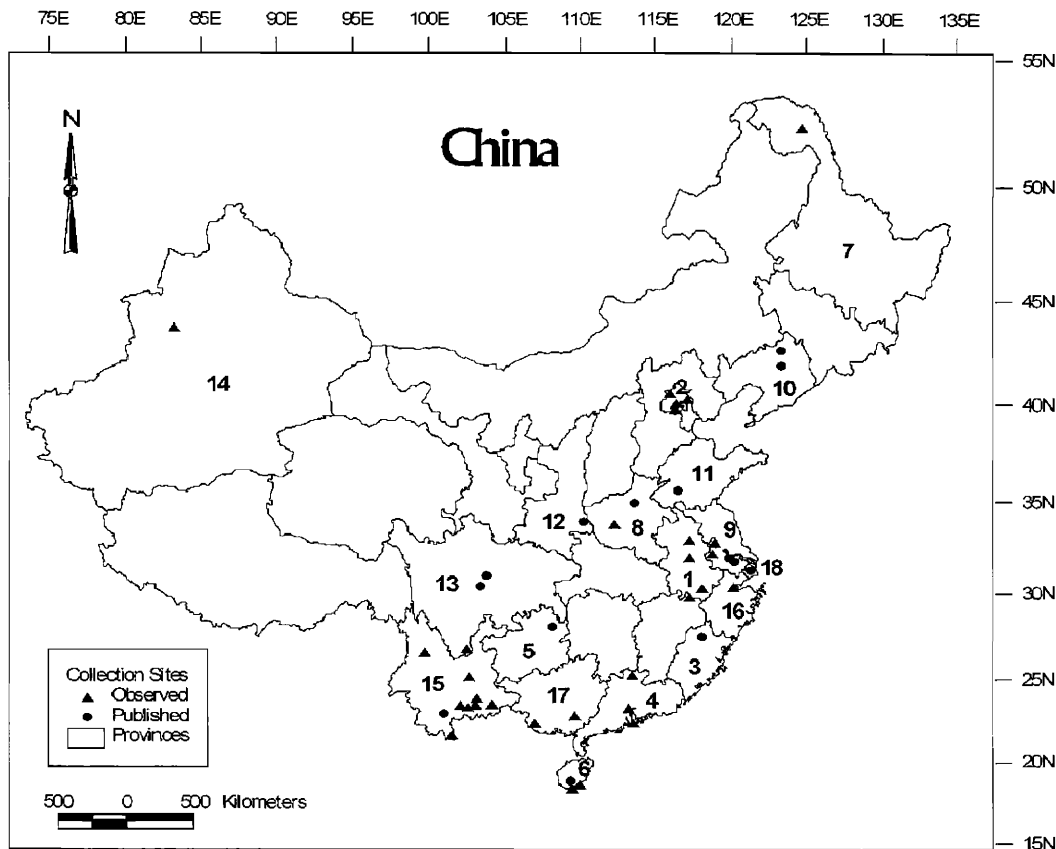 75E 80E 85E 90E 95E 100E 105E 110E 115E 120E 125E 130E 135E
55N
N
China
50N
7
45N
14
2
10
40N
11
35N
12
8
9
13
18
1
30N
16
5
3
15
17
4
25N
6
20N
15N
Collection Sites
Observed
Published
Provinces
500 0 500 Kilometers